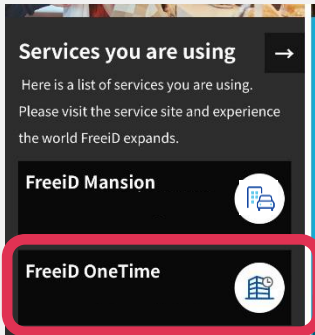 Services you are using
→
Here is a list of services you are using.
Please visit the service site and experience
the world FreeiD expands.
FreeiD Mansion
FreeiD OneTime